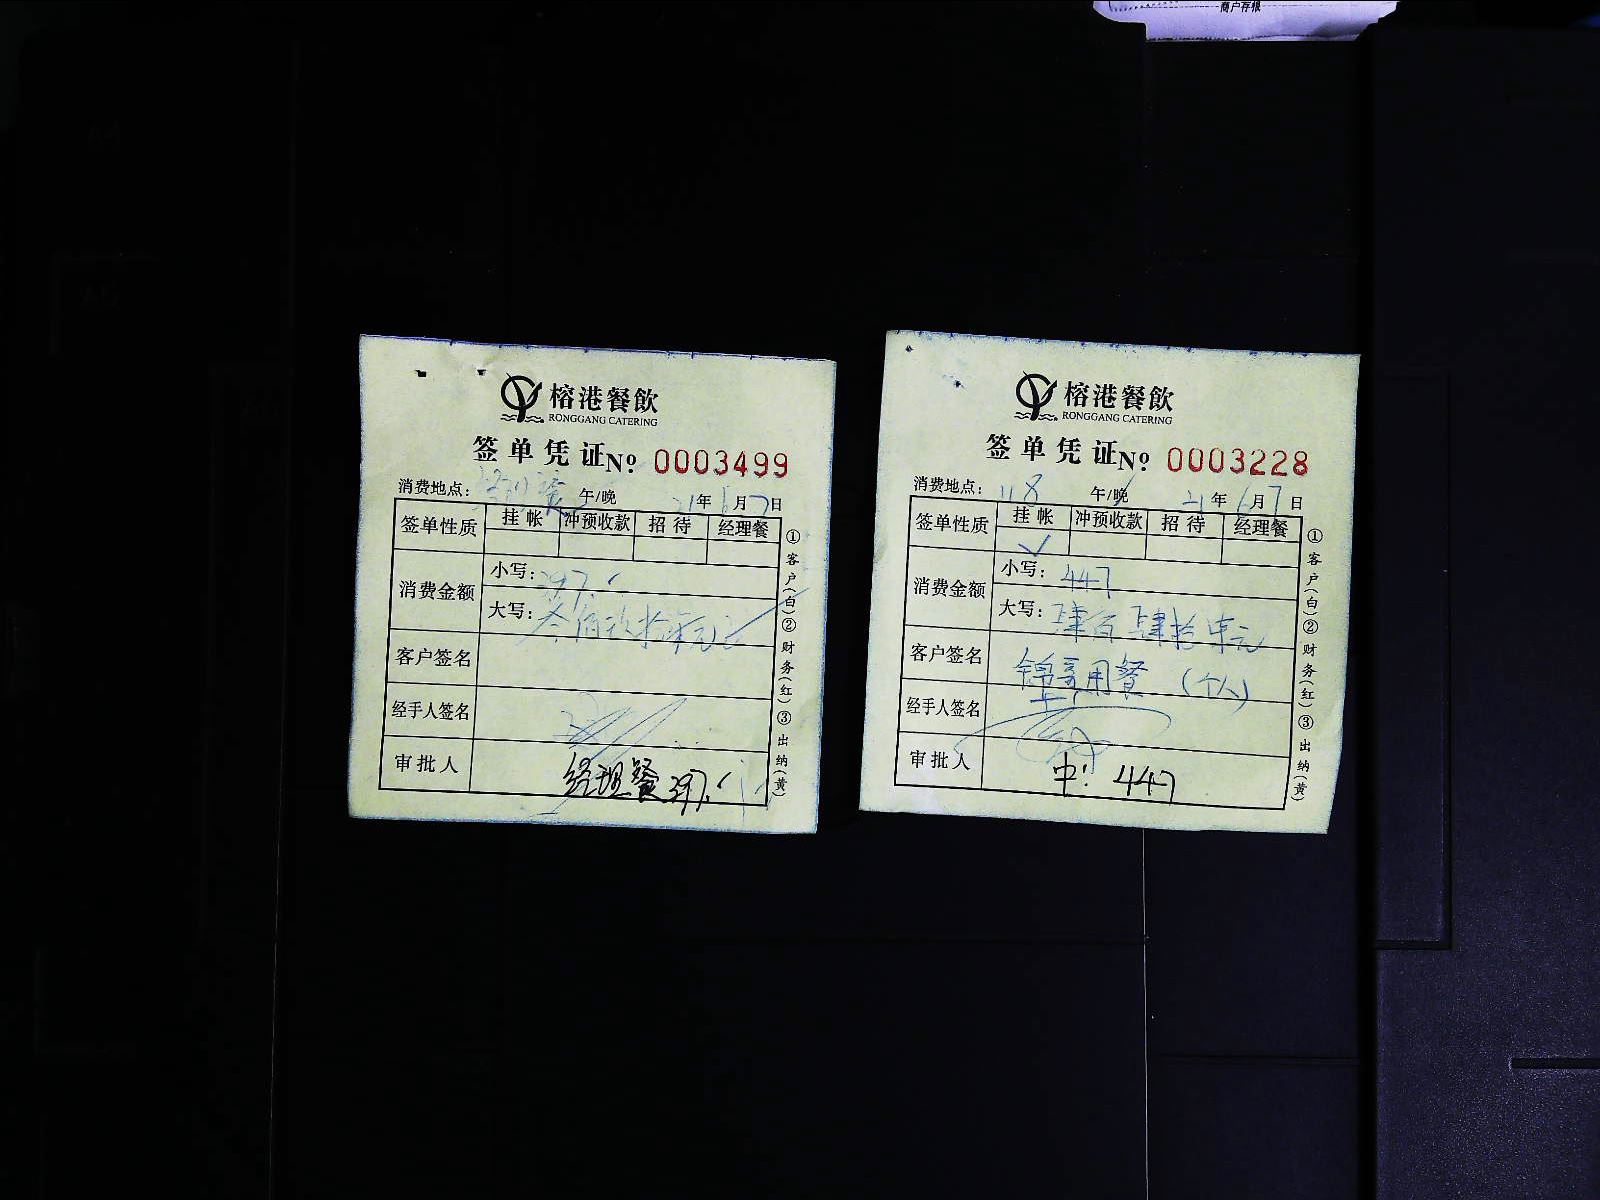 商户存根
榕港餐飲
RONGGANG CATERING
签单凭证 № 0003499
消费地点： 午/晚 21年6月7日
签单性质 挂帐 冲预收款 招待 经理餐
消费金额 小写：397.
大写：叁佰玖拾柒元
客户签名
经手人签名
审批人 经理餐 397.
①客户(白)②财务(红)③出纳(黄)
榕港餐飲
RONGGANG CATERING
签单凭证 № 0003228
消费地点：118 午/晚 21年6月7日
签单性质 挂帐 冲预收款 招待 经理餐
✓
消费金额 小写：447
大写：肆佰肆拾柒元
客户签名 锦哥用餐（个人）
经手人签名
审批人 中：447
①客户(白)②财务(红)③出纳(黄)